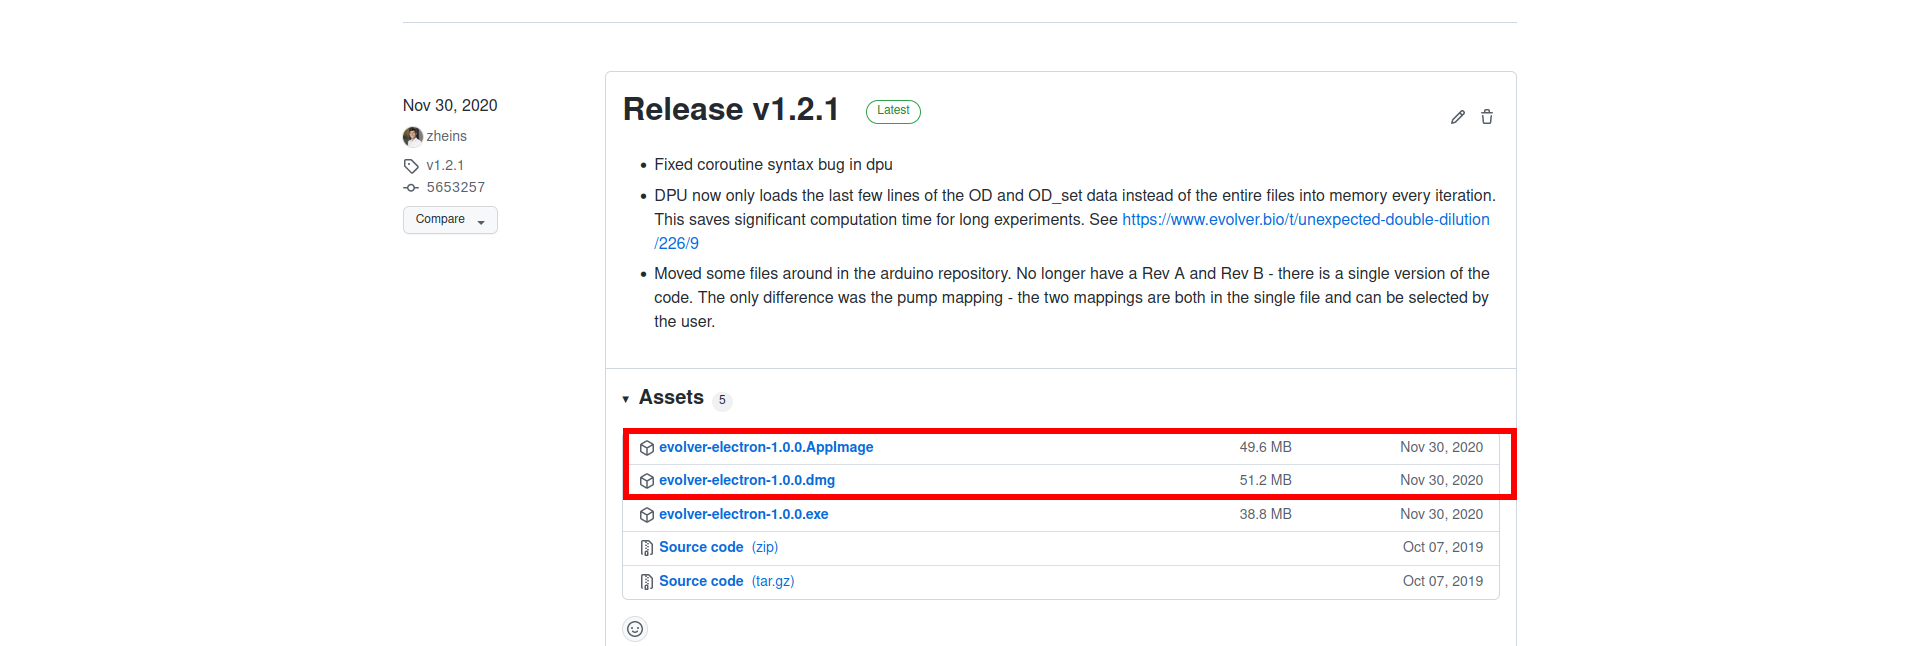 Nov 30, 2020
zheins
v1.2.1
5653257
Compare
Release v1.2.1 Latest
Fixed coroutine syntax bug in dpu
DPU now only loads the last few lines of the OD and OD_set data instead of the entire files into memory every iteration.
This saves significant computation time for long experiments. See https://www.evolver.bio/t/unexpected-double-dilution
/226/9
Moved some files around in the arduino repository. No longer have a Rev A and Rev B - there is a single version of the
code. The only difference was the pump mapping - the two mappings are both in the single file and can be selected by
the user.
Assets 5
evolver-electron-1.0.0.AppImage 49.6 MB Nov 30, 2020
evolver-electron-1.0.0.dmg 51.2 MB Nov 30, 2020
evolver-electron-1.0.0.exe 38.8 MB Nov 30, 2020
Source code (zip) Oct 07, 2019
Source code (tar.gz) Oct 07, 2019